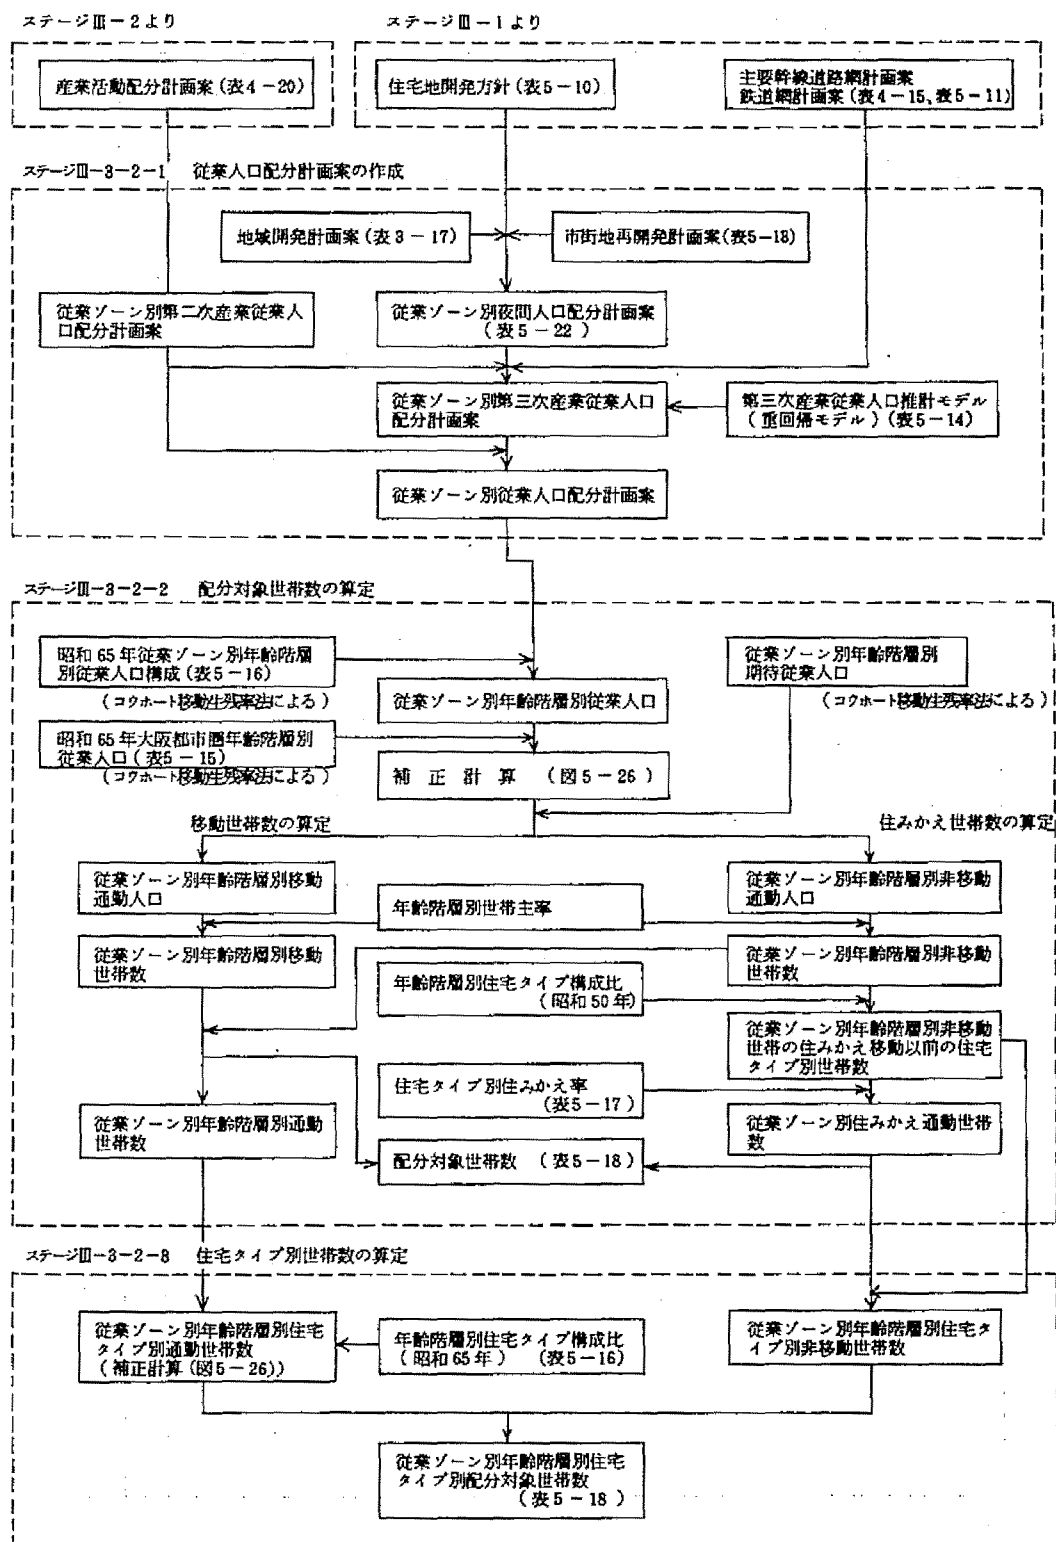 ステージⅢ-2より
ステージⅢ-1より
産業活動配分計画案(表4-20)
住宅地開発方針(表5-10)
主要幹線道路網計画案
鉄道網計画案(表4-15、表5-11)
ステージⅢ-3-2-1 従業人口配分計画案の作成
地域開発計画案(表3-17)
市街地再開発計画案(表5-13)
従業ゾーン別第二次産業従業人
口配分計画案
従業ゾーン別夜間人口配分計画案
(表5-22)
従業ゾーン別第三次産業従業人口
配分計画案
第三次産業従業人口推計モデル
(重回帰モデル)(表5-14)
従業ゾーン別従業人口配分計画案
ステージⅢ-3-2-2 配分対象世帯数の算定
昭和65年従業ゾーン別年齢階層
別従業人口構成(表5-16)
(コウホート移動生残率法による)
従業ゾーン別年齢階層別
期待従業人口
(コウホート移動生残率法による)
従業ゾーン別年齢階層別従業人口
昭和65年大阪都市圏年齢階層別
従業人口(表5-15)
(コウホート移動生残率法による)
補正計算 (図5-26)
移動世帯数の算定
住みかえ世帯数の算定
従業ゾーン別年齢階層別移動
通勤人口
年齢階層別世帯主率
従業ゾーン別年齢階層別非移動
通勤人口
従業ゾーン別年齢階層別移動
世帯数
従業ゾーン別年齢階層別非移動
世帯数
年齢階層別住宅タイプ構成比
(昭和50年)
従業ゾーン別年齢階層別非移動
世帯の住みかえ移動以前の住宅
タイプ別世帯数
住宅タイプ別住みかえ率
(表5-17)
従業ゾーン別年齢階層別通勤
世帯数
従業ゾーン別住みかえ通勤世帯
数
配分対象世帯数 (表5-18)
ステージⅢ-3-2-3 住宅タイプ別世帯数の算定
従業ゾーン別年齢階層別住宅
タイプ別通勤世帯数
(補正計算(図5-26))
年齢階層別住宅タイプ構成比
(昭和65年) (表5-16)
従業ゾーン別年齢階層別住宅タ
イプ別非移動世帯数
従業ゾーン別年齢階層別住宅
タイプ別配分対象世帯数
(表5-18)